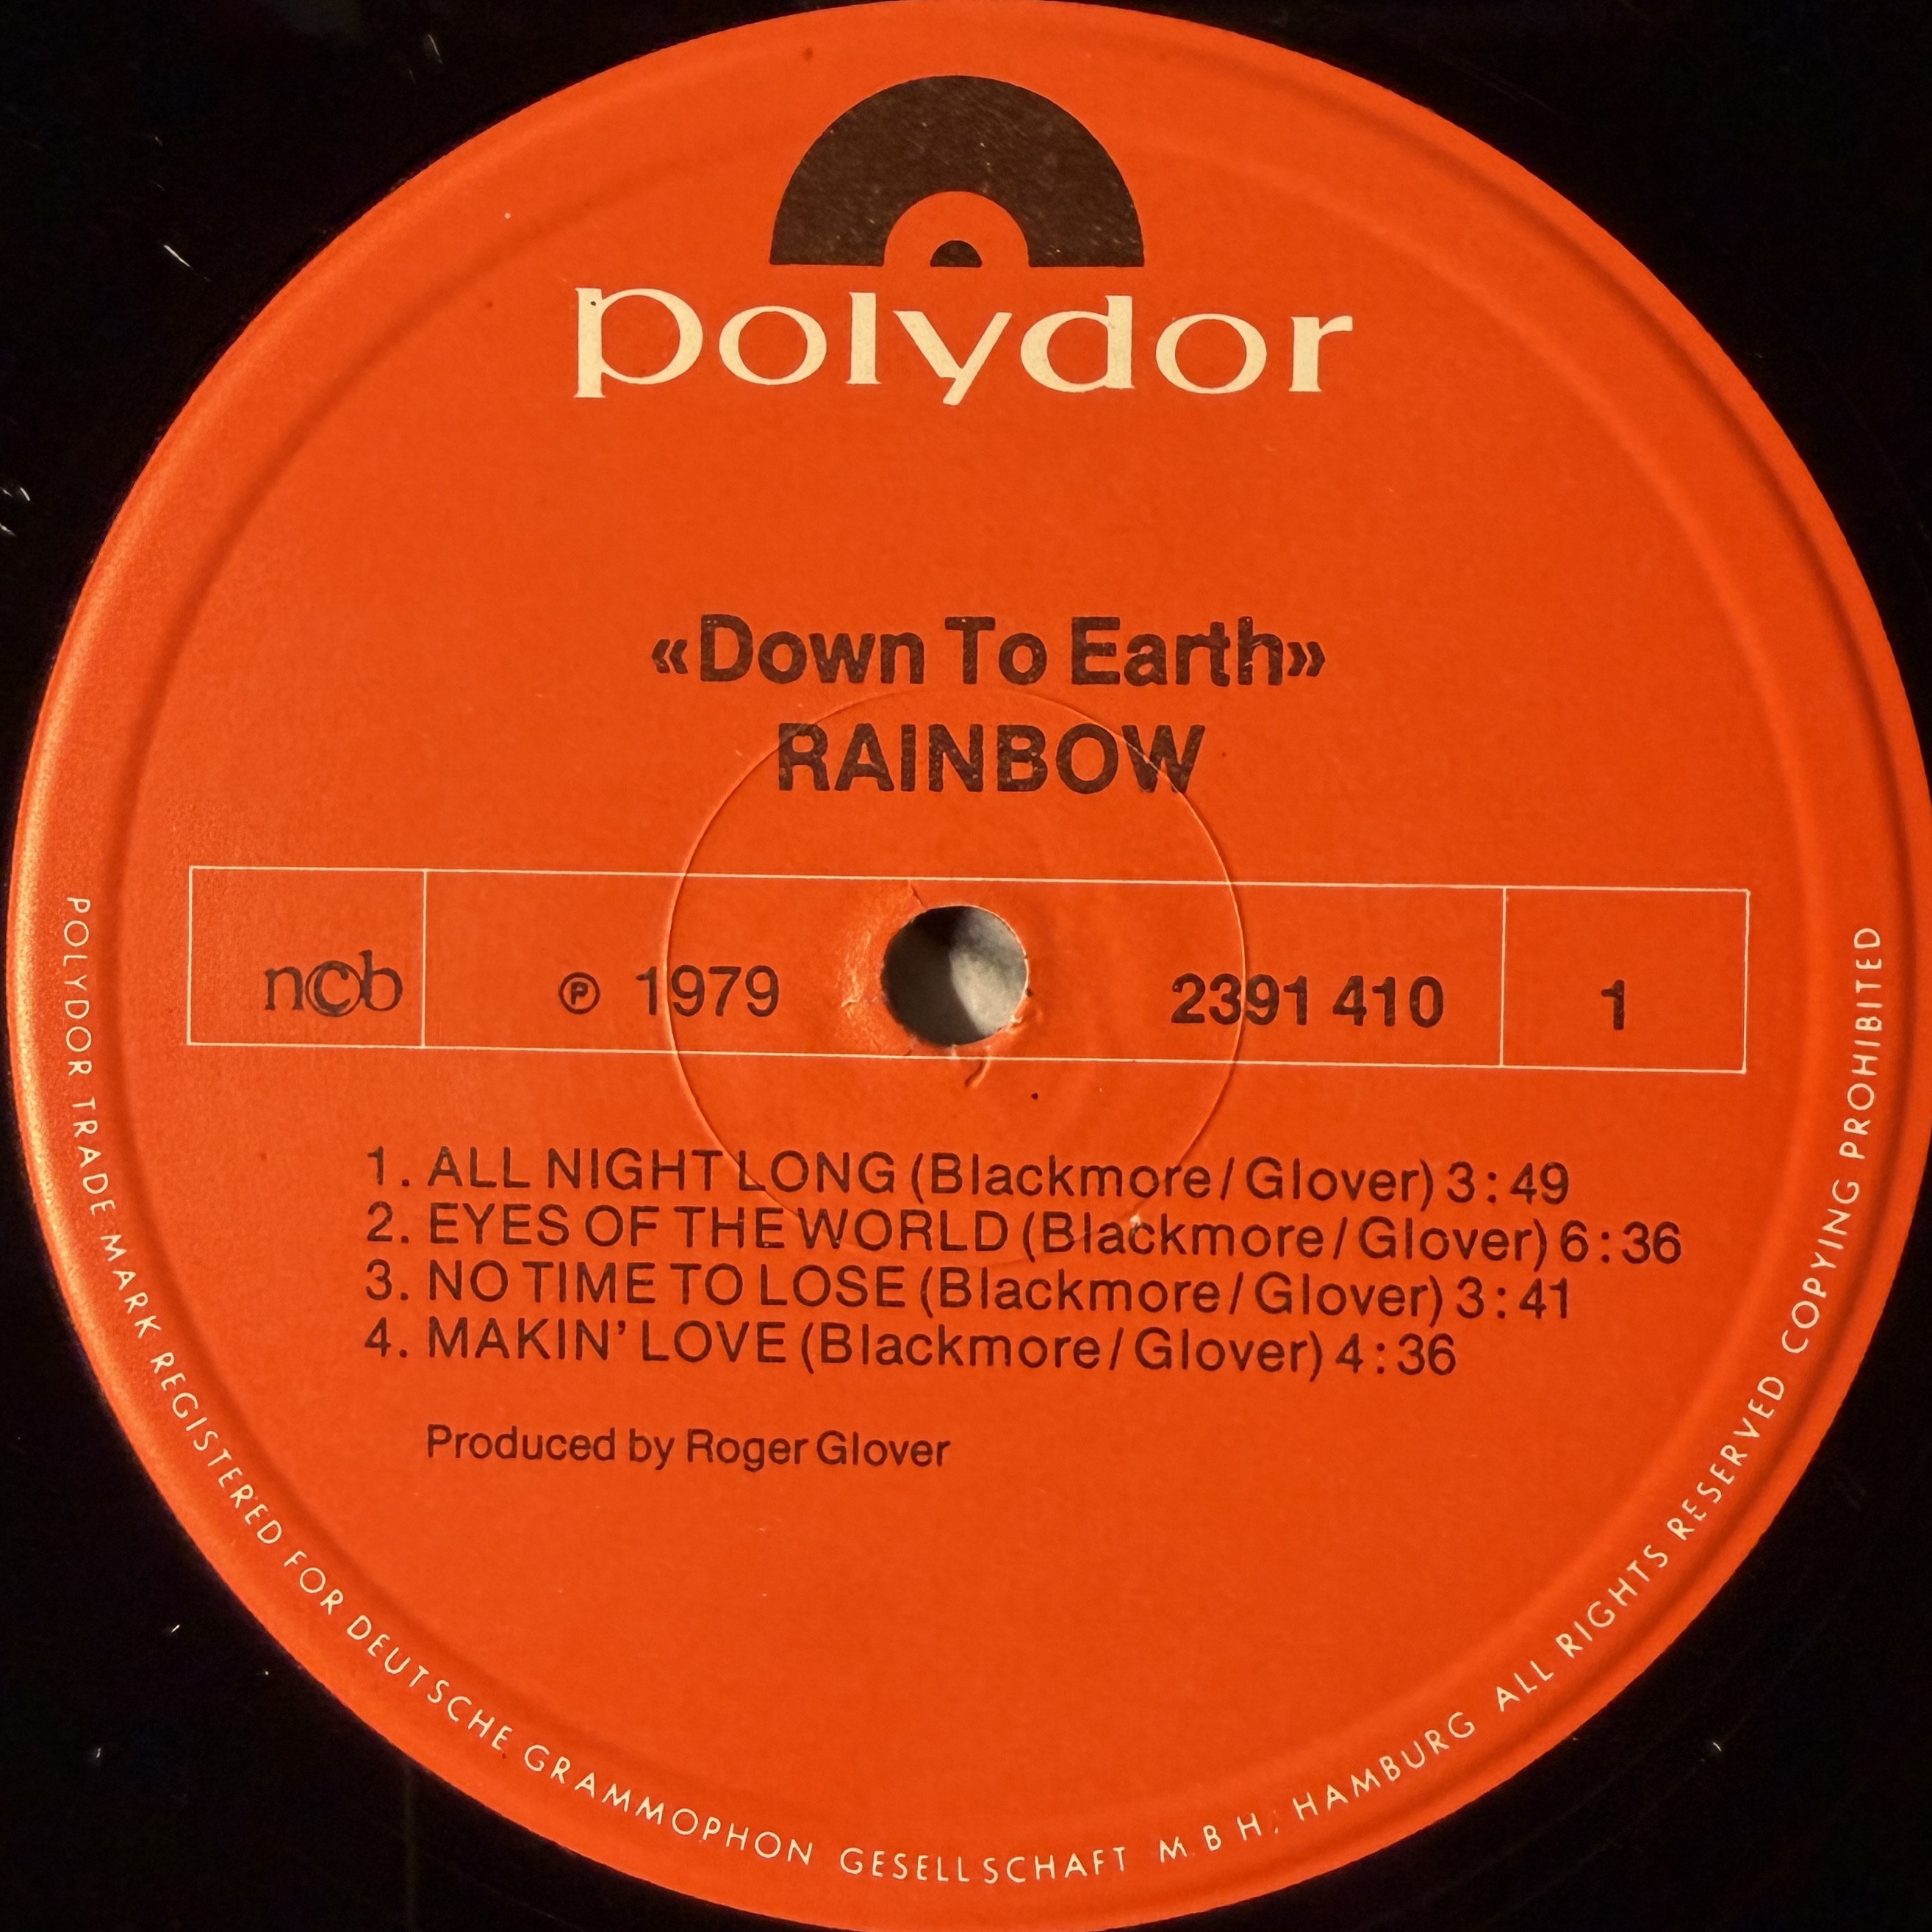 polydor
«Down To Earth»
RAINBOW
n©b
℗ 1979
2391 410
1
1. ALL NIGHT LONG (Blackmore/Glover) 3:49
2. EYES OF THE WORLD (Blackmore/Glover) 6:36
3. NO TIME TO LOSE (Blackmore/Glover) 3:41
4. MAKIN' LOVE (Blackmore/Glover) 4:36
Produced by Roger Glover
POLYDOR TRADE MARK REGISTERED FOR DEUTSCHE GRAMMOPHON GESELLSCHAFT M.B.H., HAMBURG ALL RIGHTS RESERVED COPYING PROHIBITED